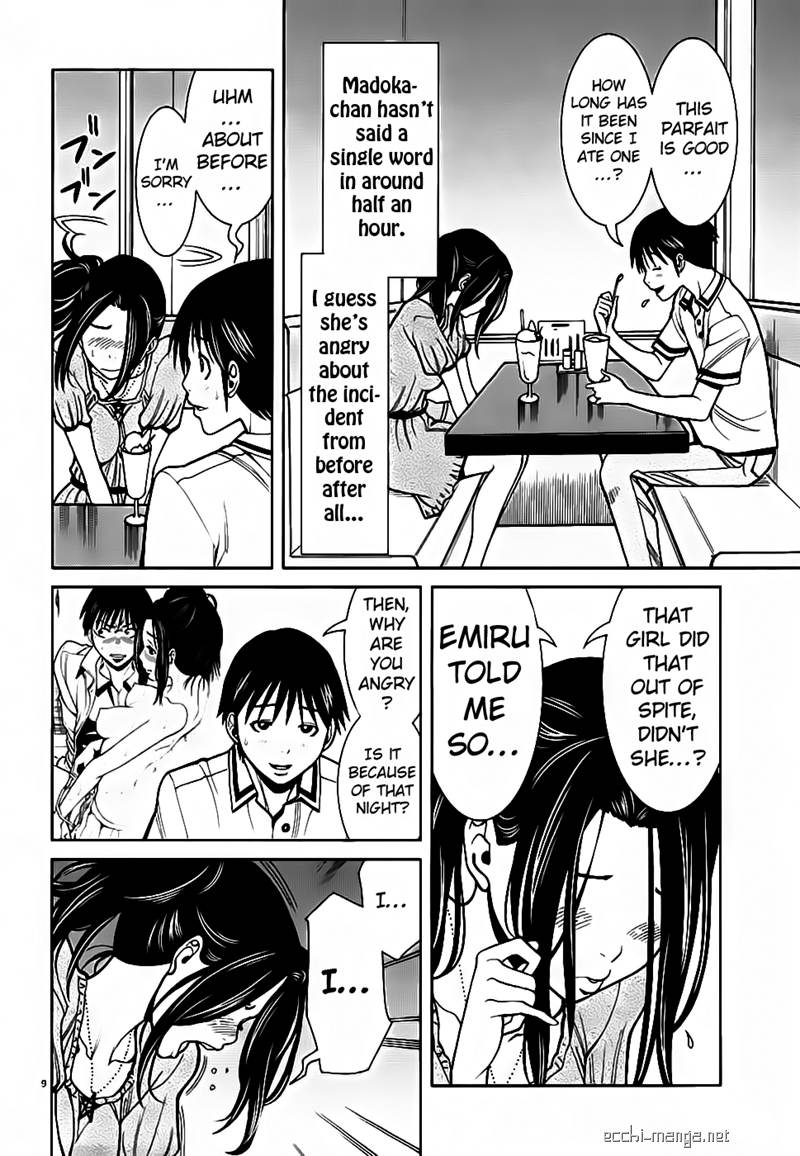 THIS
PARFAIT
IS GOOD
...
HOW
LONG HAS
IT BEEN
SINCE I
ATE ONE
...?
Madoka-
chan hasn't
said a
single word
in around
half an
hour.
I guess
she's
angry
about
the inci-
dent
from
before
after
all...
UHM
...
ABOUT
BEFORE
...
I'M
SORRY
...
ブン
ブン
THAT
GIRL DID
THAT
OUT OF
SPITE,
DIDN'T
SHE...?
EMIRU
TOLD
ME
SO...
THEN,
WHY
ARE
YOU
ANGRY
?
IS IT
BECAUSE
OF THAT
NIGHT?
I...
I...
9
ecchi-manga.net